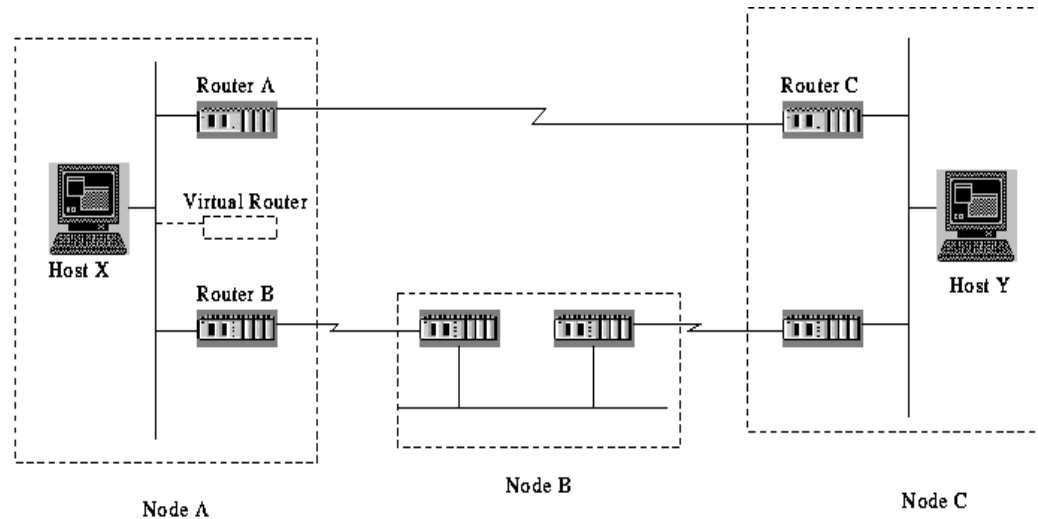 Router A
Router C
Virtual Router
Host X
Host Y
Router B
Node B
Node A
Node C